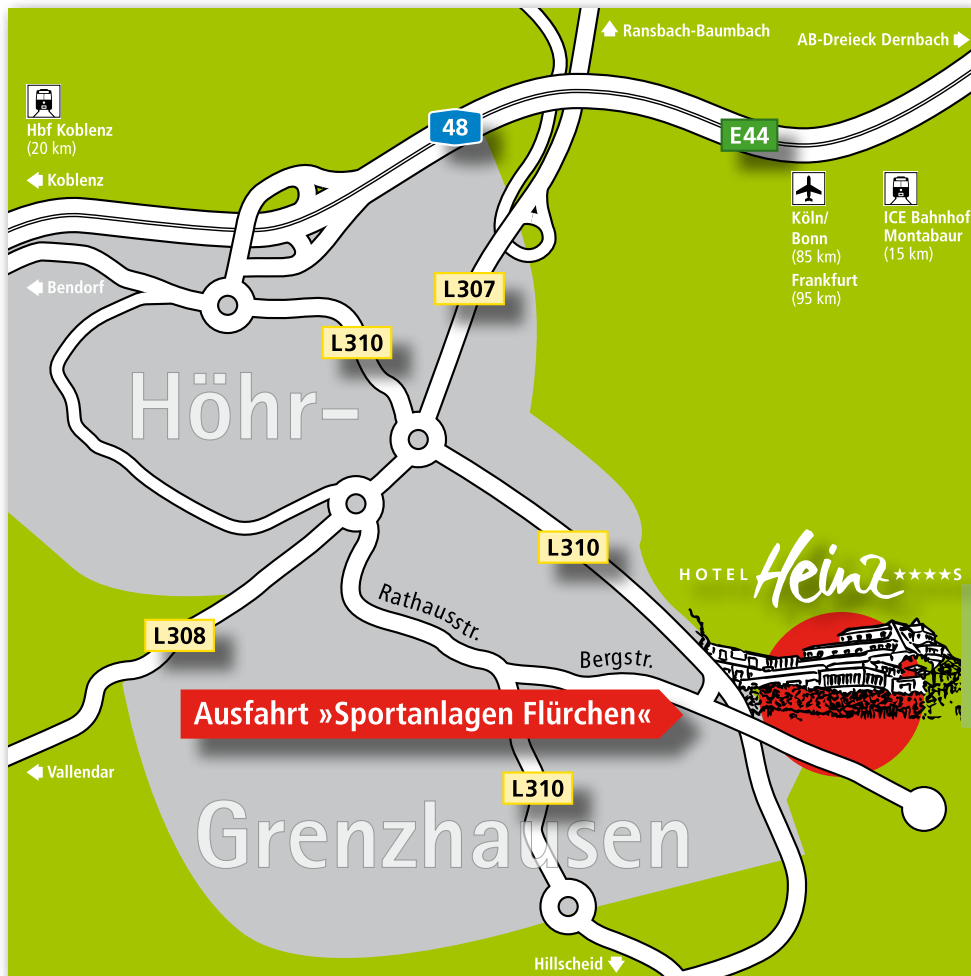 Ransbach-Baumbach
AB-Dreieck Dernbach
Hbf Koblenz
(20 km)
48
E44
Koblenz
Köln/
Bonn
(85 km)
Frankfurt
(95 km)
ICE Bahnhof
Montabaur
(15 km)
Bendorf
L307
L310
Höhr-
L310
HOTEL Heinz ★★★★S
Rathausstr.
L308
Bergstr.
Ausfahrt »Sportanlagen Flürchen«
Vallendar
L310
Grenzhausen
Hillscheid